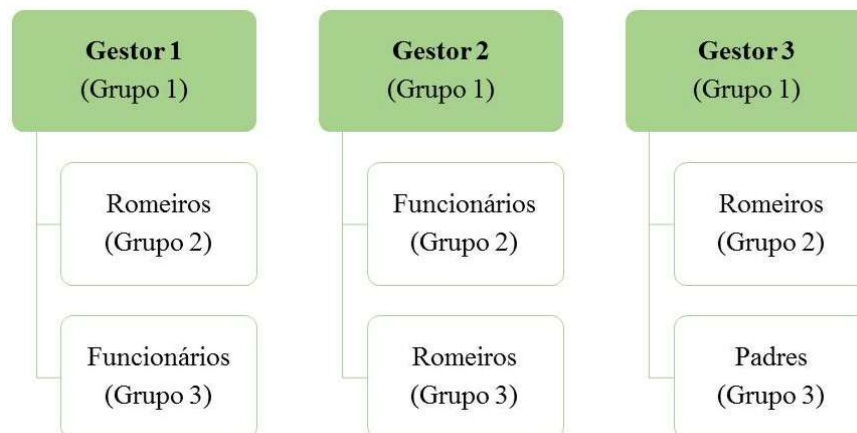 Gestor 1
(Grupo 1)
Romeiros
(Grupo 2)
Funcionários
(Grupo 3)
Gestor 2
(Grupo 1)
Funcionários
(Grupo 2)
Romeiros
(Grupo 3)
Gestor 3
(Grupo 1)
Romeiros
(Grupo 2)
Padres
(Grupo 3)